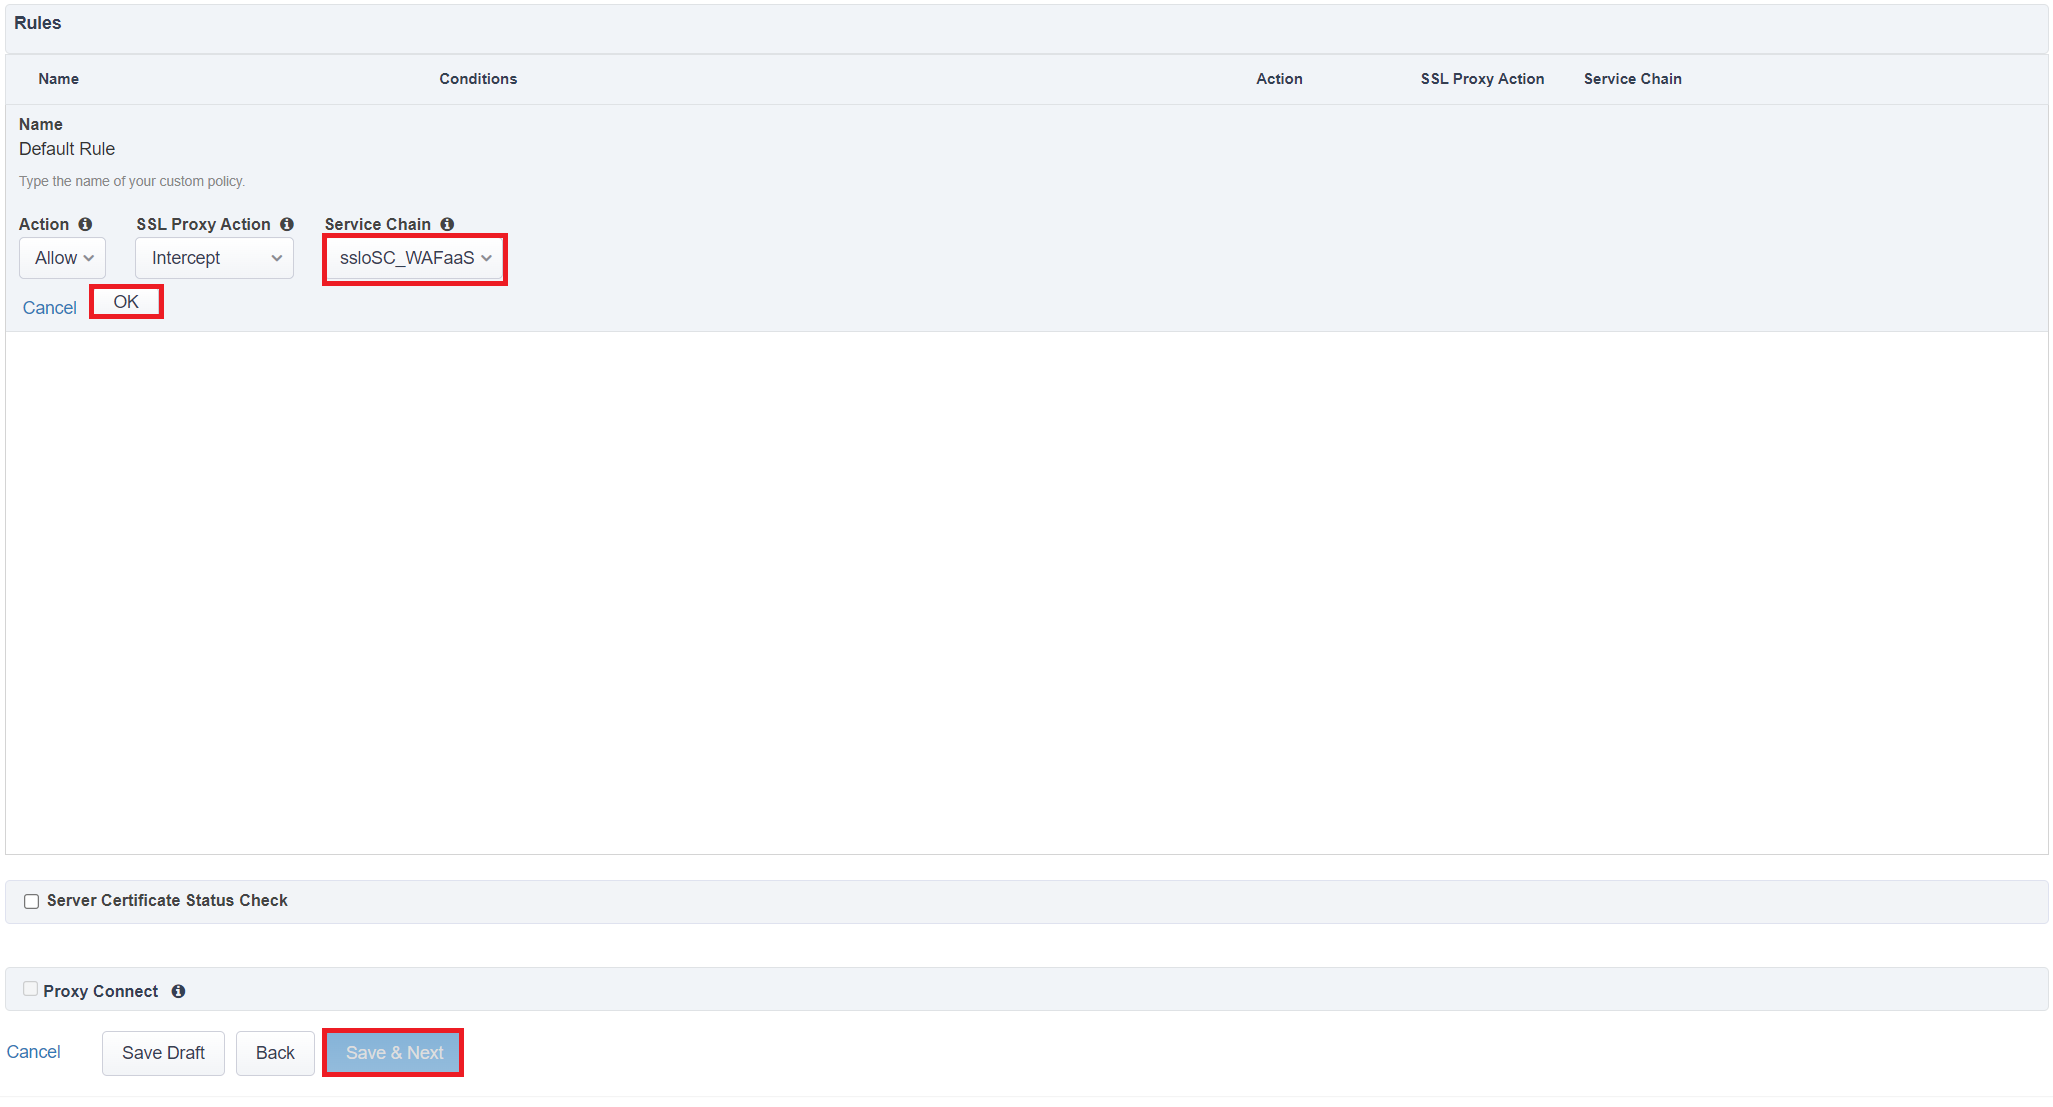 Rules
Name Conditions Action SSL Proxy Action Service Chain
Name
Default Rule
Type the name of your custom policy.
Action SSL Proxy Action Service Chain
Allow Intercept ssloSC_WAFaaS
Cancel OK
Server Certificate Status Check
Proxy Connect
Cancel Save Draft Back Save & Next